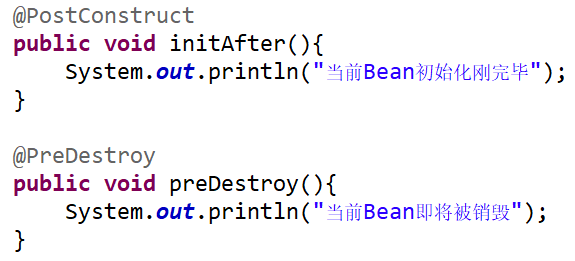 @PostConstruct
public void initAfter(){
    System.out.println("当前Bean初始化刚完毕");
}
@PreDestroy
public void preDestroy(){
    System.out.println("当前Bean即将被销毁");
}